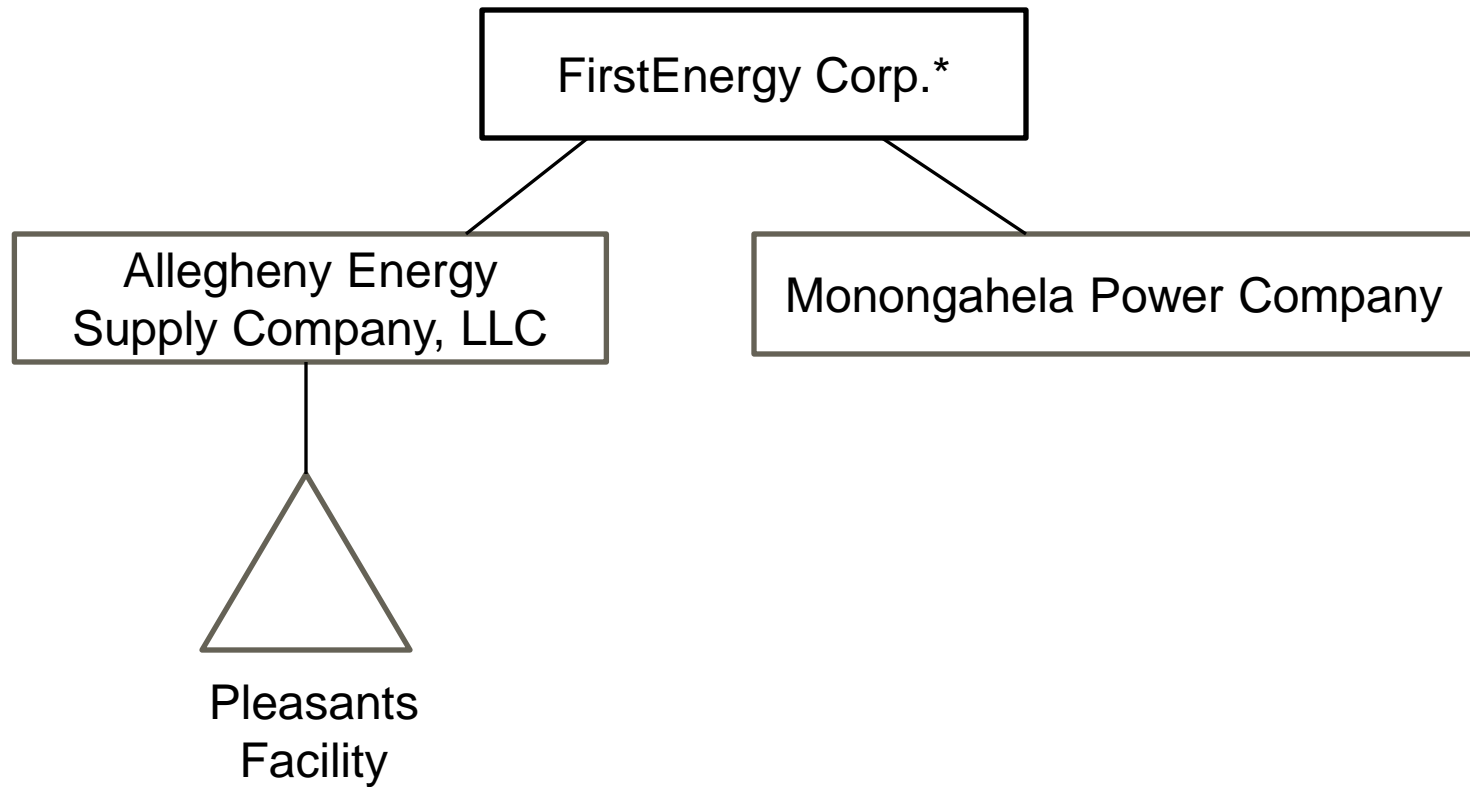 FirstEnergy Corp.*
Allegheny Energy
Supply Company, LLC
Monongahela Power Company
Pleasants
Facility